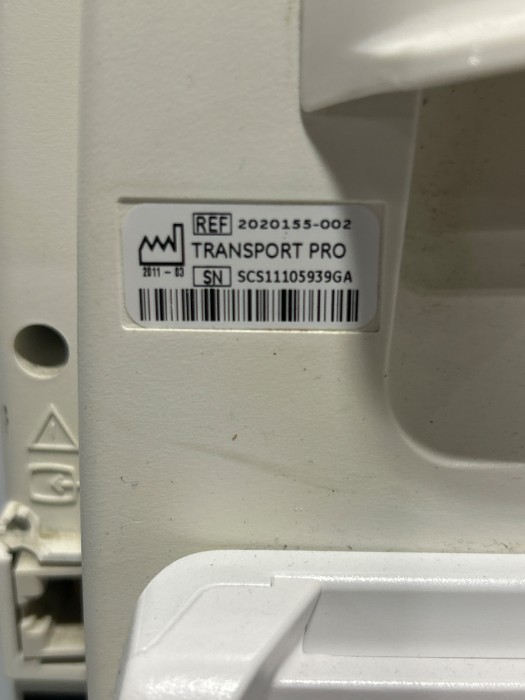 REF 2020155-002
TRANSPORT PRO
2011-03
SN SCS11105939GA